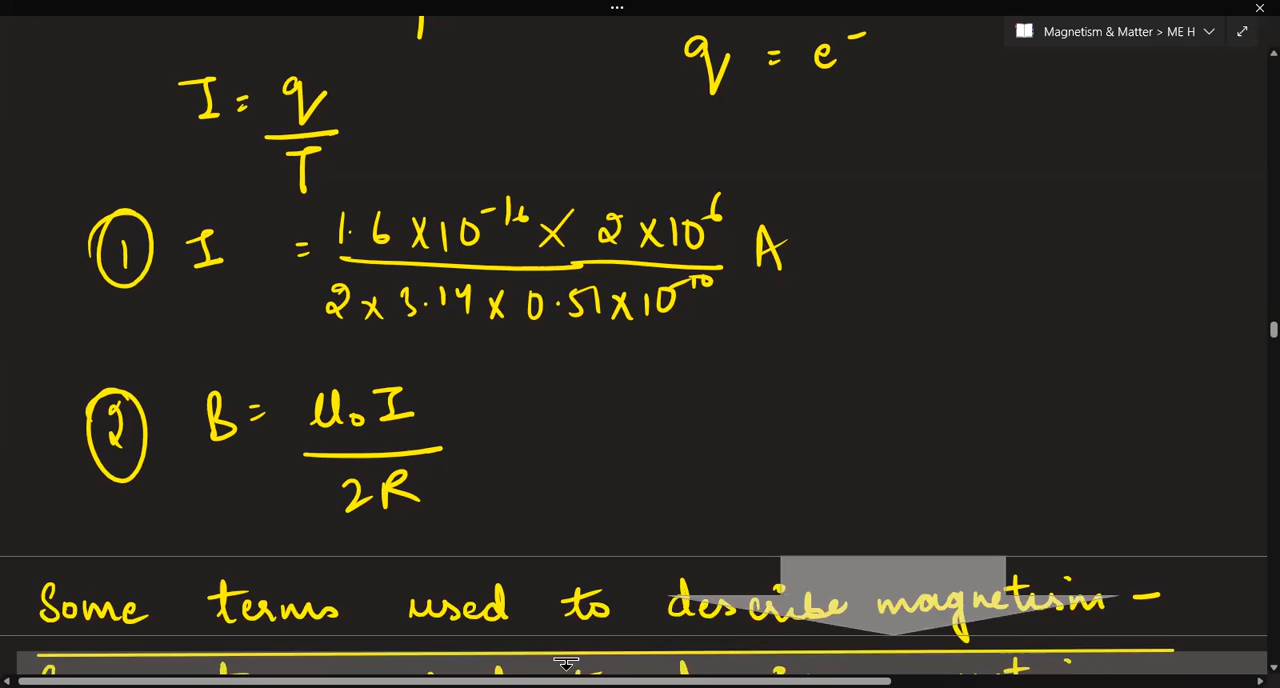 Magnetism & Matter > ME H
q = e⁻
I = q / T
① I = 1.6 × 10⁻¹⁶ × 2 × 10⁶ / 2 × 3.14 × 0.51 × 10⁻¹⁰ A
② B = μ₀ I / 2R
Some terms used to describe magnetism -